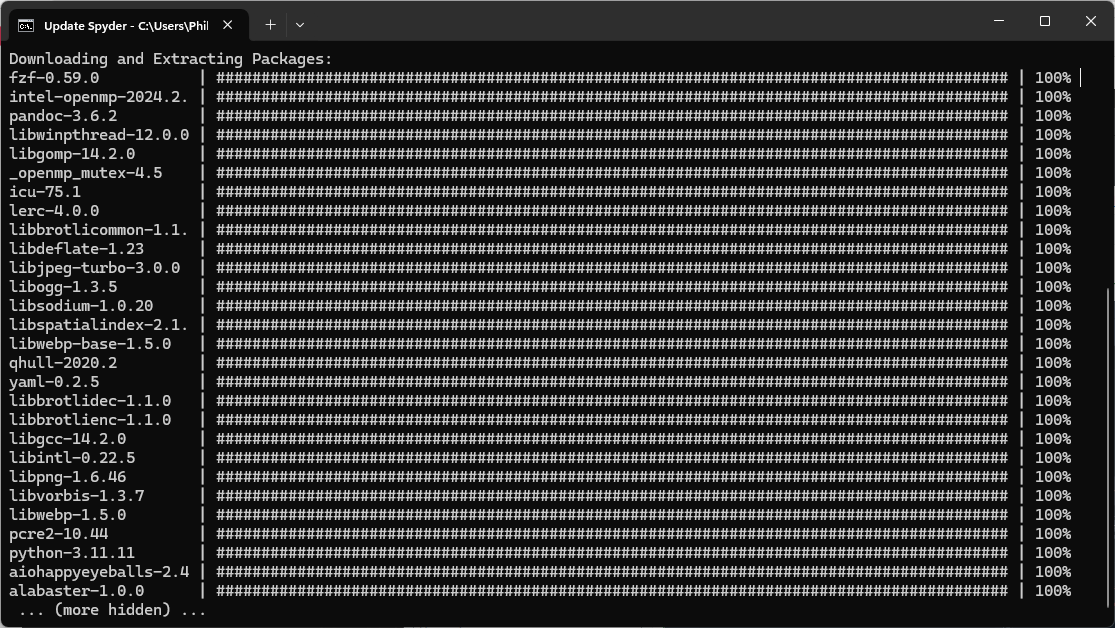 Update Spyder - C:\Users\Phil
Downloading and Extracting Packages:
fzf-0.59.0 | ######################################################################################## | 100%
intel-openmp-2024.2. | ######################################################################################## | 100%
pandoc-3.6.2 | ######################################################################################## | 100%
libwinpthread-12.0.0 | ######################################################################################## | 100%
libgomp-14.2.0 | ######################################################################################## | 100%
_openmp_mutex-4.5 | ######################################################################################## | 100%
icu-75.1 | ######################################################################################## | 100%
lerc-4.0.0 | ######################################################################################## | 100%
libbrotlicommon-1.1. | ######################################################################################## | 100%
libdeflate-1.23 | ######################################################################################## | 100%
libjpeg-turbo-3.0.0 | ######################################################################################## | 100%
libogg-1.3.5 | ######################################################################################## | 100%
libsodium-1.0.20 | ######################################################################################## | 100%
libspatialindex-2.1. | ######################################################################################## | 100%
libwebp-base-1.5.0 | ######################################################################################## | 100%
qhull-2020.2 | ######################################################################################## | 100%
yaml-0.2.5 | ######################################################################################## | 100%
libbrotlidec-1.1.0 | ######################################################################################## | 100%
libbrotlienc-1.1.0 | ######################################################################################## | 100%
libgcc-14.2.0 | ######################################################################################## | 100%
libintl-0.22.5 | ######################################################################################## | 100%
libpng-1.6.46 | ######################################################################################## | 100%
libvorbis-1.3.7 | ######################################################################################## | 100%
libwebp-1.5.0 | ######################################################################################## | 100%
pcre2-10.44 | ######################################################################################## | 100%
python-3.11.11 | ######################################################################################## | 100%
aiohappyeyeballs-2.4 | ######################################################################################## | 100%
alabaster-1.0.0 | ######################################################################################## | 100%
... (more hidden) ...